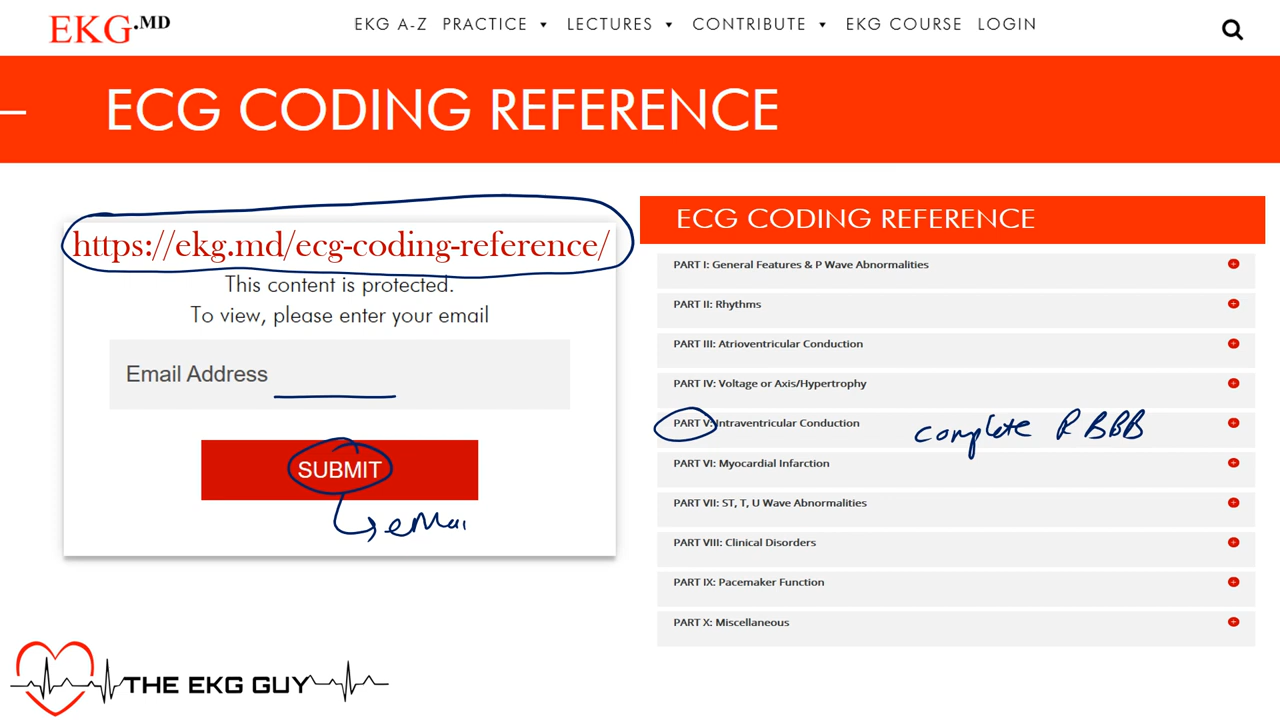 EKG.MD
EKG A-Z PRACTICE LECTURES CONTRIBUTE EKG COURSE LOGIN
ECG CODING REFERENCE
https://ekg.md/ecg-coding-reference/
This content is protected.
To view, please enter your email
Email Address
SUBMIT
eMai
ECG CODING REFERENCE
PART I: General Features & P Wave Abnormalities
PART II: Rhythms
PART III: Atrioventricular Conduction
PART IV: Voltage or Axis/Hypertrophy
PART V: Intraventricular Conduction
complete RBBB
PART VI: Myocardial Infarction
PART VII: ST, T, U Wave Abnormalities
PART VIII: Clinical Disorders
PART IX: Pacemaker Function
PART X: Miscellaneous
THE EKG GUY